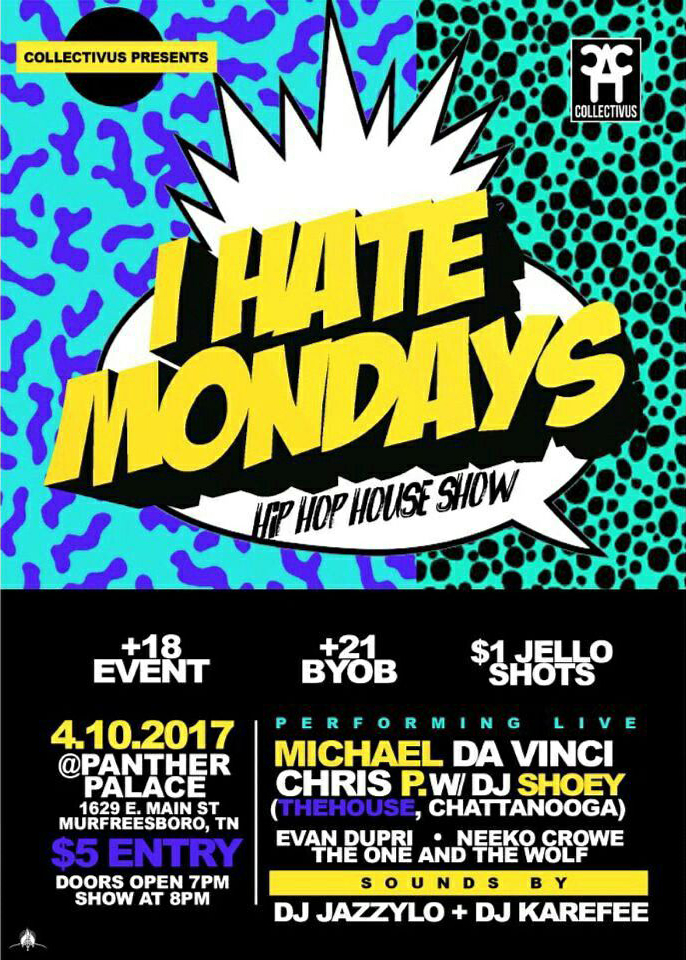 COLLECTIVUS PRESENTS
COLLECTIVUS
I HATE
MONDAYS
HIP HOP HOUSE SHOW
+18
EVENT
+21
BYOB
$1 JELLO
SHOTS
4.10.2017
@PANTHER
PALACE
1629 E. MAIN ST
MURFREESBORO, TN
$5 ENTRY
DOORS OPEN 7PM
SHOW AT 8PM
PERFORMING LIVE
MICHAEL DA VINCI
CHRIS P. W/ DJ SHOEY
(THEHOUSE, CHATTANOOGA)
EVAN DUPRI • NEEKO CROWE
THE ONE AND THE WOLF
SOUNDS BY
DJ JAZZYLO + DJ KAREFEE